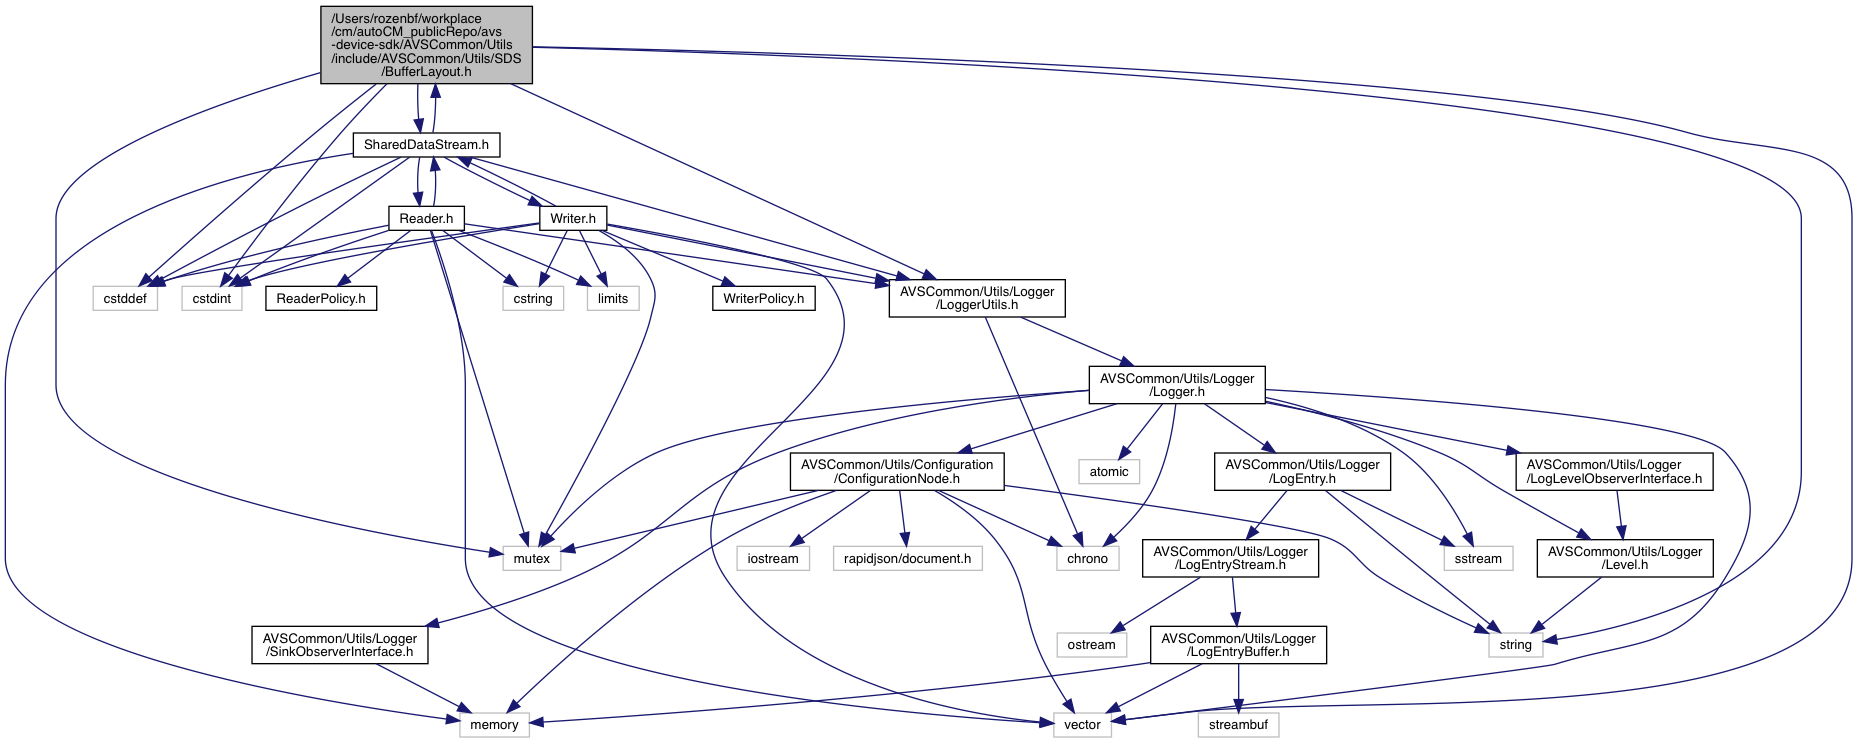 /Users/rozenbf/workplace
/cm/autoCM_publicRepo/avs
-device-sdk/AVSCommon/Utils
/include/AVSCommon/Utils/SDS
/BufferLayout.h
SharedDataStream.h
Reader.h
Writer.h
cstddef
cstdint
ReaderPolicy.h
cstring
limits
WriterPolicy.h
AVSCommon/Utils/Logger
/LoggerUtils.h
AVSCommon/Utils/Logger
/Logger.h
AVSCommon/Utils/Configuration
/ConfigurationNode.h
atomic
AVSCommon/Utils/Logger
/LogEntry.h
AVSCommon/Utils/Logger
/LogLevelObserverInterface.h
mutex
iostream
rapidjson/document.h
chrono
AVSCommon/Utils/Logger
/LogEntryStream.h
sstream
AVSCommon/Utils/Logger
/Level.h
AVSCommon/Utils/Logger
/SinkObserverInterface.h
ostream
AVSCommon/Utils/Logger
/LogEntryBuffer.h
string
memory
vector
streambuf